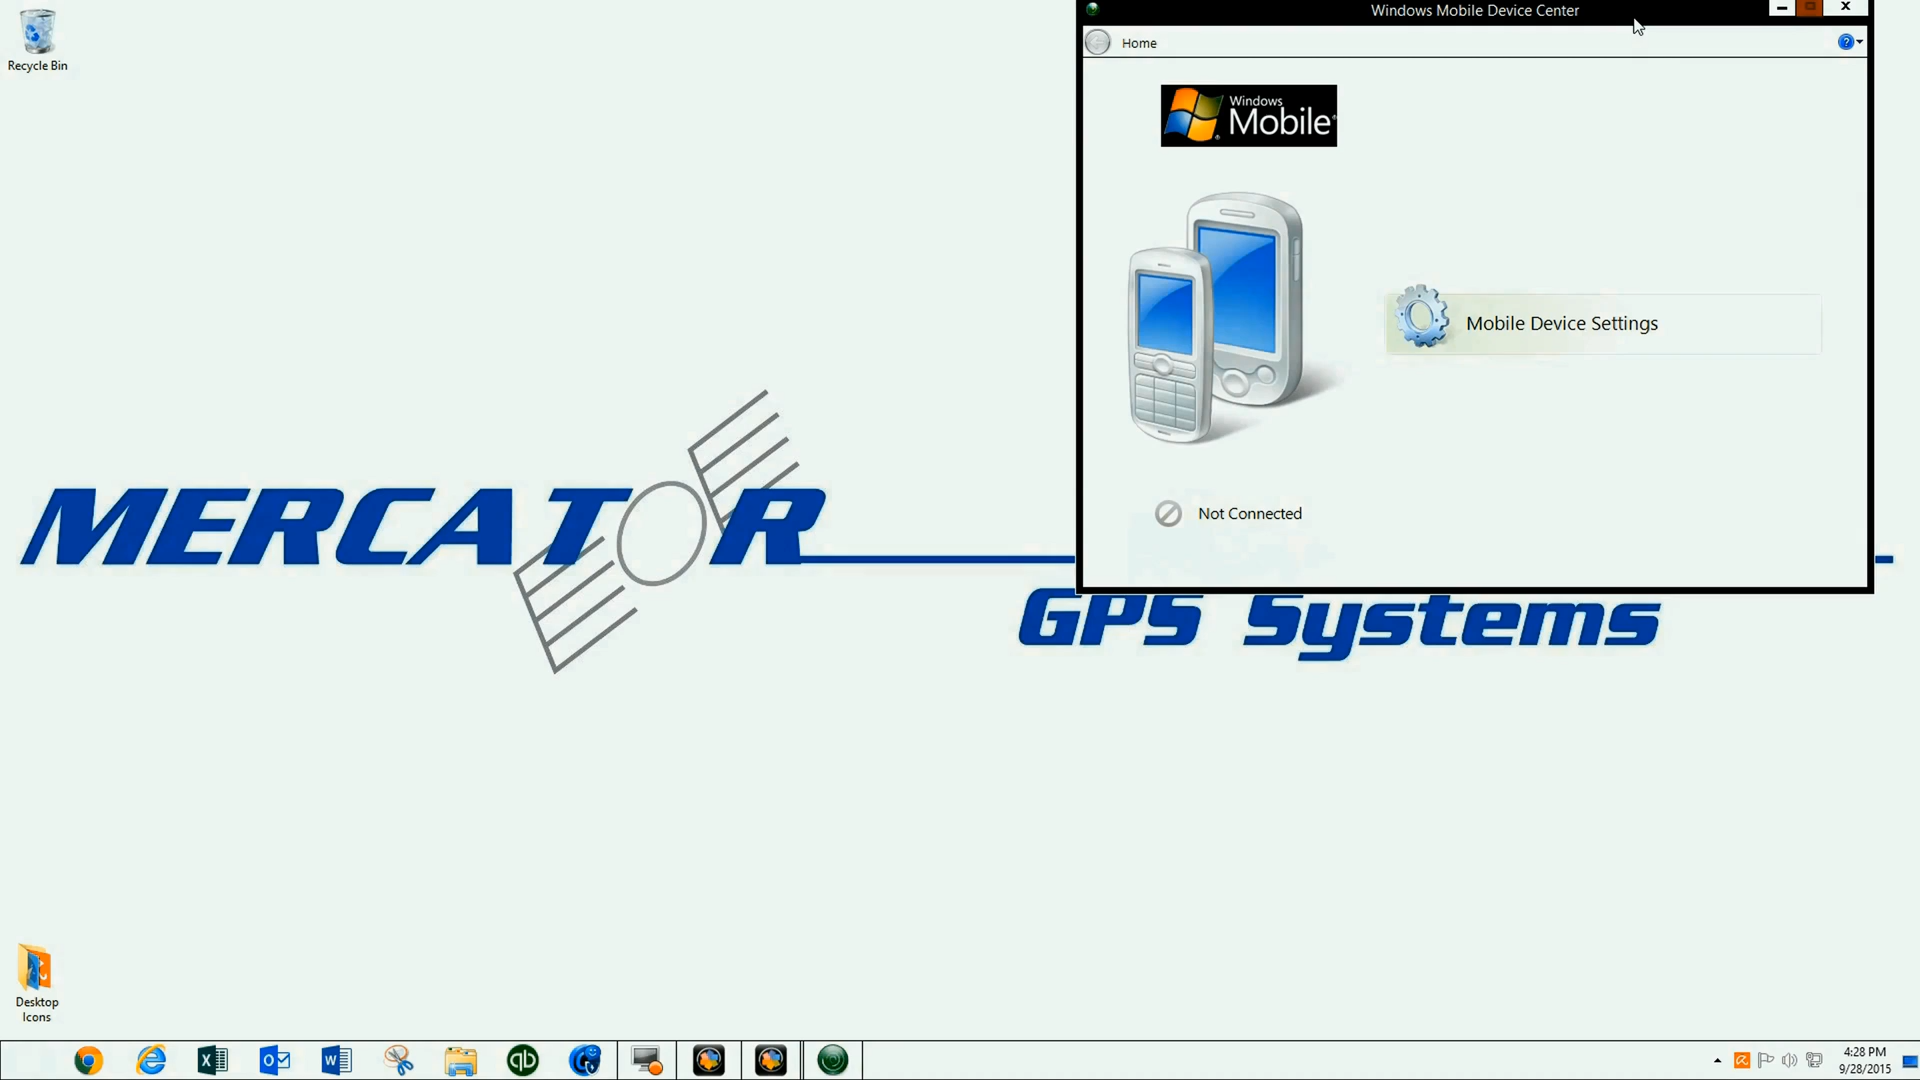 Recycle Bin
Windows Mobile Device Center
Home
Windows
Mobile
Mobile Device Settings
Not Connected
MERCATOR
GPS Systems
Desktop
Icons
4:28 PM
9/28/2015